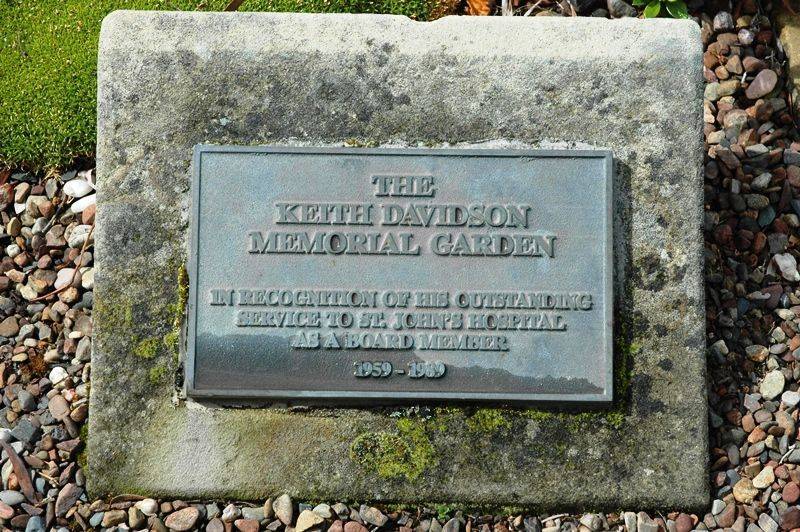 THE
KEITH DAVIDSON
MEMORIAL GARDEN
IN RECOGNITION OF HIS OUTSTANDING
SERVICE TO ST. JOHN'S HOSPITAL
AS A BOARD MEMBER
1959 - 1989